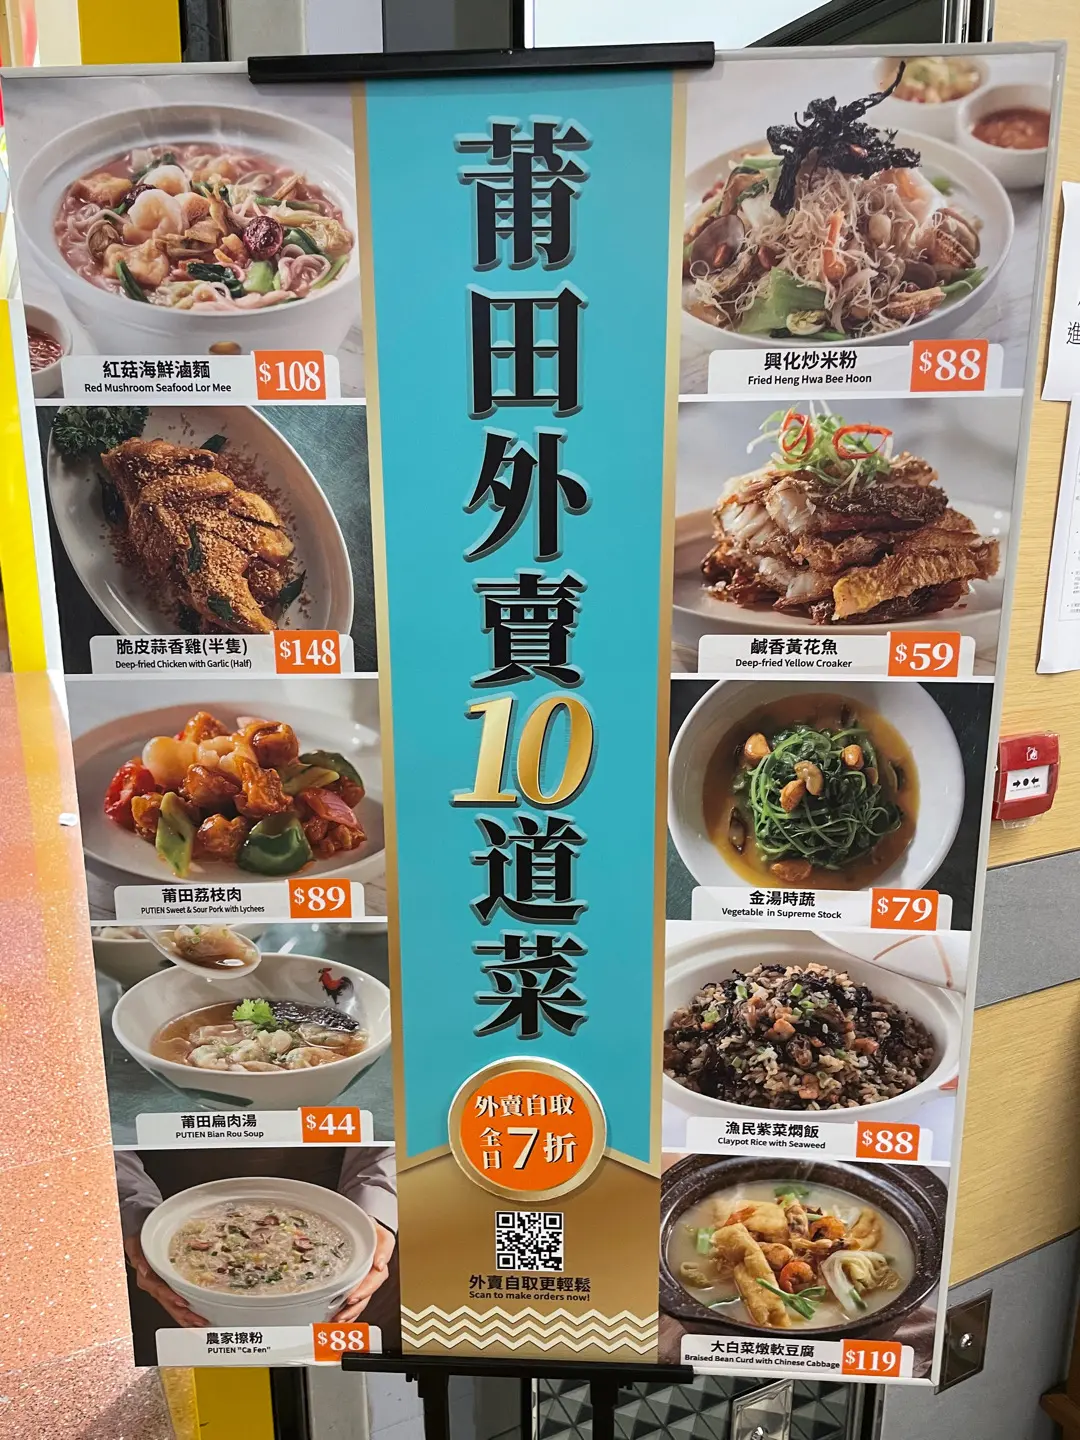 莆田外賣10道菜
紅菇海鮮滷麵
Red Mushroom Seafood Lor Mee
$108
興化炒米粉
Fried Heng Hwa Bee Hoon
$88
脆皮蒜香雞(半隻)
Deep-fried Chicken with Garlic (Half)
$148
鹹香黃花魚
Deep-fried Yellow Croaker
$59
莆田荔枝肉
PUTIEN Sweet & Sour Pork with Lychees
$89
金湯時蔬
Vegetable in Supreme Stock
$79
莆田扁肉湯
PUTIEN Bian Rou Soup
$44
漁民紫菜燜飯
Claypot Rice with Seaweed
$88
農家擦粉
PUTIEN "Ca Fen"
$88
大白菜燉軟豆腐
Braised Bean Curd with Chinese Cabbage
$119
外賣自取
全日7折
外賣自取更輕鬆
Scan to make orders now!
進